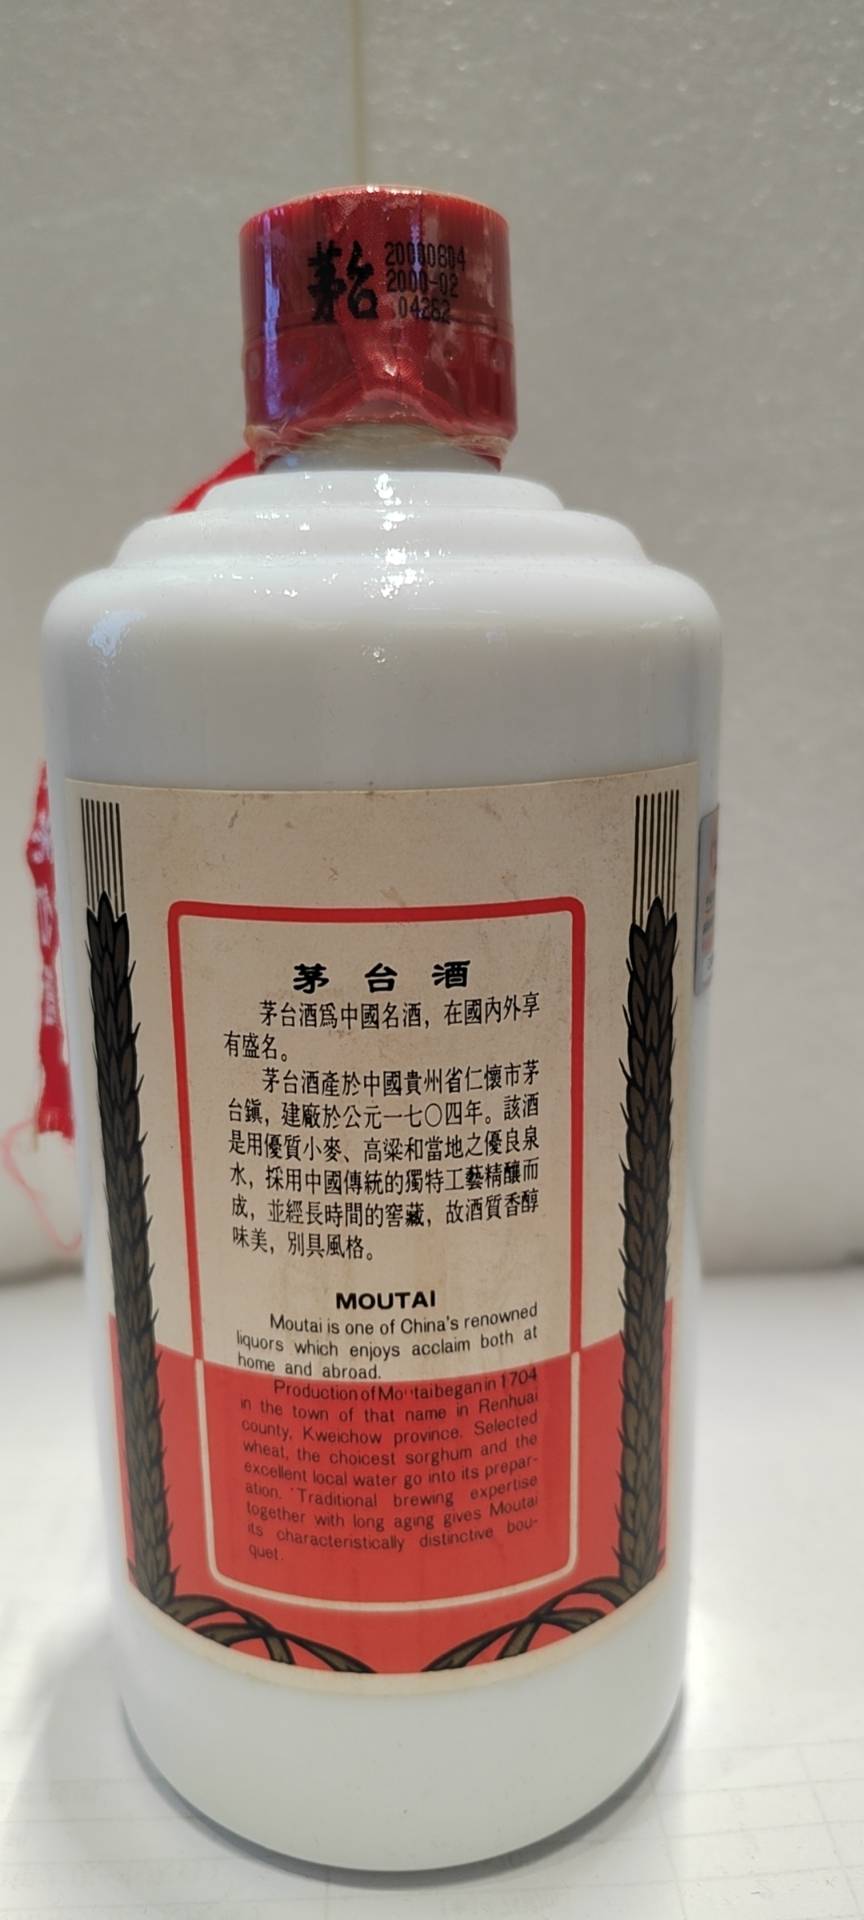 茅台
20000804
2000-02
04262
茅台酒
茅台酒爲中國名酒，在國內外享
有盛名。
茅台酒產於中國貴州省仁懷市茅
台鎭，建廠於公元一七〇四年。該酒
是用優質小麥、高梁和當地之優良泉
水，採用中國傳統的獨特工藝精釀而
成，並經長時間的窖藏，故酒質香醇
味美，別具風格。
MOUTAI
Moutai is one of China's renowned
liquors which enjoys acclaim both at
home and abroad.
Production of Moutai began in 1704
in the town of that name in Renhuai
county, Kweichow province. Selected
wheat, the choicest sorghum and the
excellent local water go into its prepar-
ation. Traditional brewing expertise
together with long aging gives Moutai
its characteristically distinctive bou-
quet.